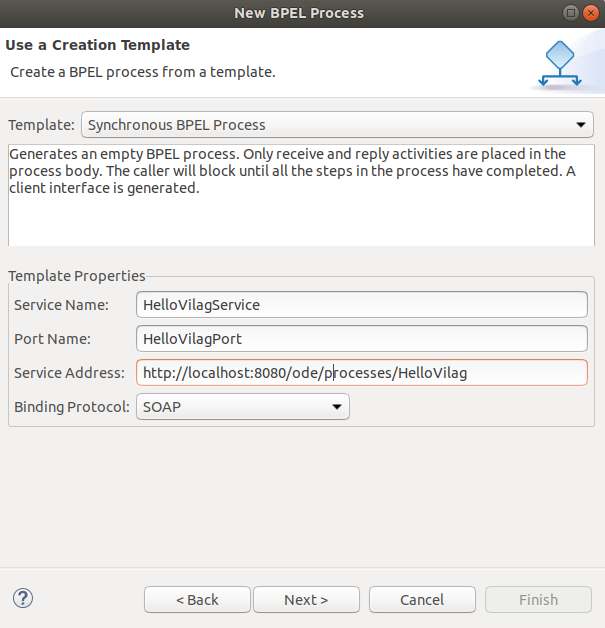 New BPEL Process
Use a Creation Template
Create a BPEL process from a template.
Template: Synchronous BPEL Process
Generates an empty BPEL process. Only receive and reply activities are placed in the
process body. The caller will block until all the steps in the process have completed. A
client interface is generated.
Template Properties
Service Name: HelloVilagService
Port Name: HelloVilagPort
Service Address: http://localhost:8080/ode/processes/HelloVilag
Binding Protocol: SOAP
? < Back Next > Cancel Finish